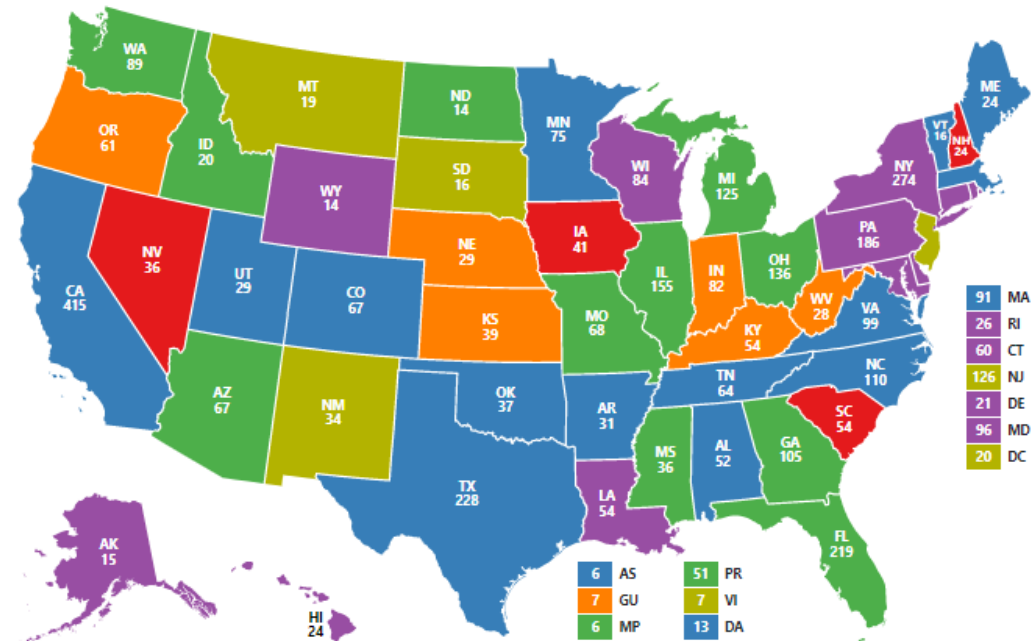 WA
89
MT
19
ND
14
MN
75
ME
24
VT
16
NH
24
OR
61
ID
20
SD
16
WI
84
MI
125
NY
274
WY
14
PA
186
NV
36
NE
29
IA
41
IL
155
IN
82
OH
136
UT
29
CO
67
CA
415
WV
28
VA
99
KS
39
MO
68
KY
54
NC
110
TN
64
AZ
67
NM
34
OK
37
AR
31
SC
54
MS
36
AL
52
GA
105
TX
228
LA
54
FL
219
AK
15
HI
24
91 MA
26 RI
60 CT
126 NJ
21 DE
96 MD
20 DC
6 AS
7 GU
6 MP
51 PR
7 VI
13 DA